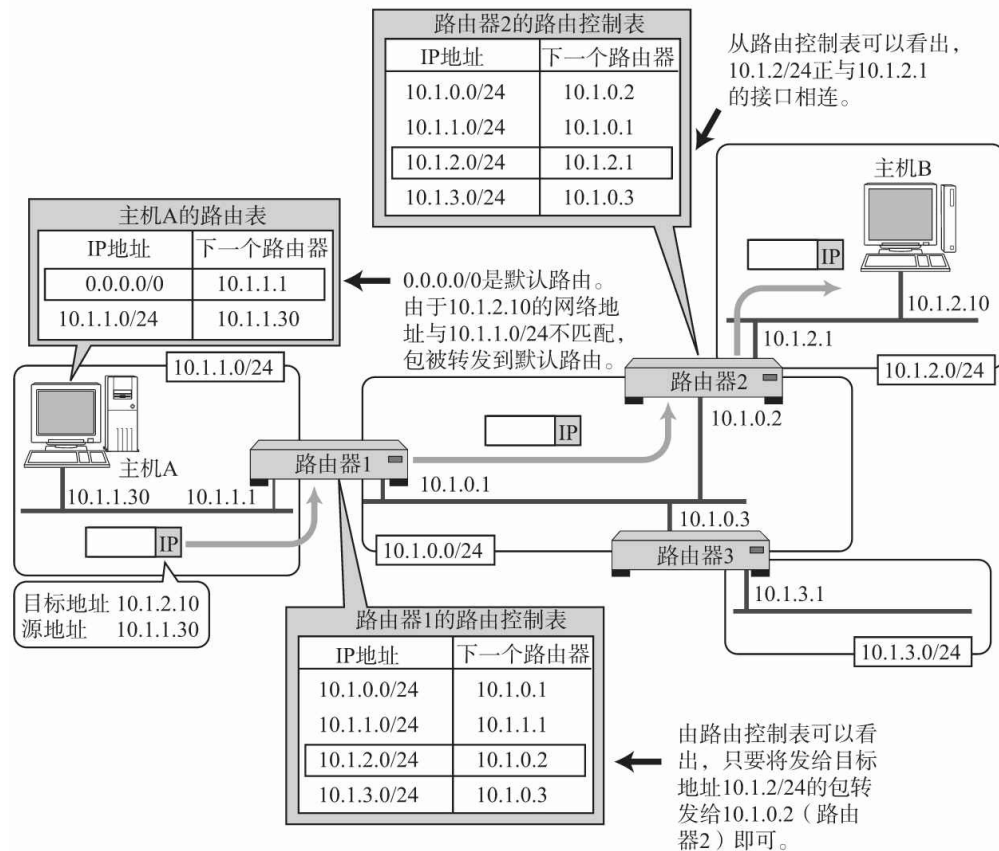 路由器2的路由控制表
IP地址 下一个路由器
10.1.0.0/24 10.1.0.2
10.1.1.0/24 10.1.0.1
10.1.2.0/24 10.1.2.1
10.1.3.0/24 10.1.0.3
从路由控制表可以看出，
10.1.2/24正与10.1.2.1
的接口相连。
主机A的路由表
IP地址 下一个路由器
0.0.0.0/0 10.1.1.1
10.1.1.0/24 10.1.1.30
0.0.0.0/0是默认路由。
由于10.1.2.10的网络地
址与10.1.1.0/24不匹配，
包被转发到默认路由。
主机B
IP
10.1.2.10
10.1.2.1
10.1.2.0/24
路由器2
10.1.0.2
10.1.1.0/24
主机A
10.1.1.30
10.1.1.1
路由器1
IP
10.1.0.1
10.1.0.3
10.1.0.0/24
路由器3
IP
目标地址 10.1.2.10
源地址 10.1.1.30
10.1.3.1
10.1.3.0/24
路由器1的路由控制表
IP地址 下一个路由器
10.1.0.0/24 10.1.0.1
10.1.1.0/24 10.1.1.1
10.1.2.0/24 10.1.0.2
10.1.3.0/24 10.1.0.3
由路由控制表可以看
出，只要将发给目标
地址10.1.2/24的包转
发给10.1.0.2（路由
器2）即可。